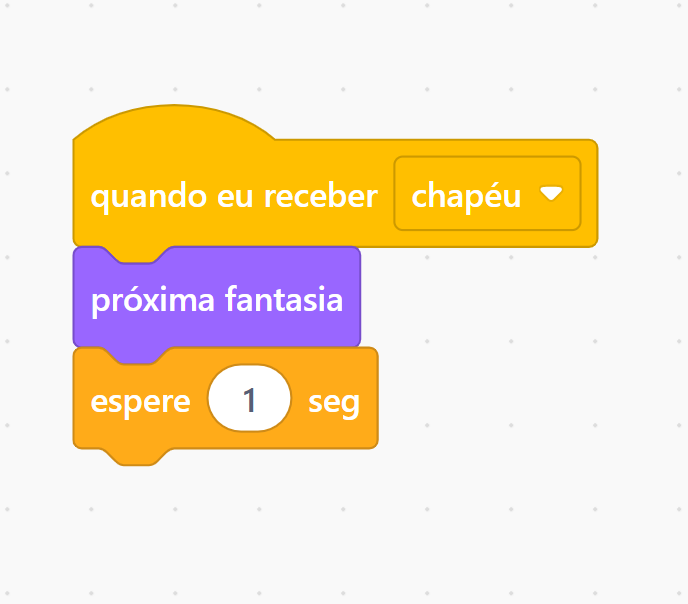 quando eu receber chapéu
próxima fantasia
espere 1 seg